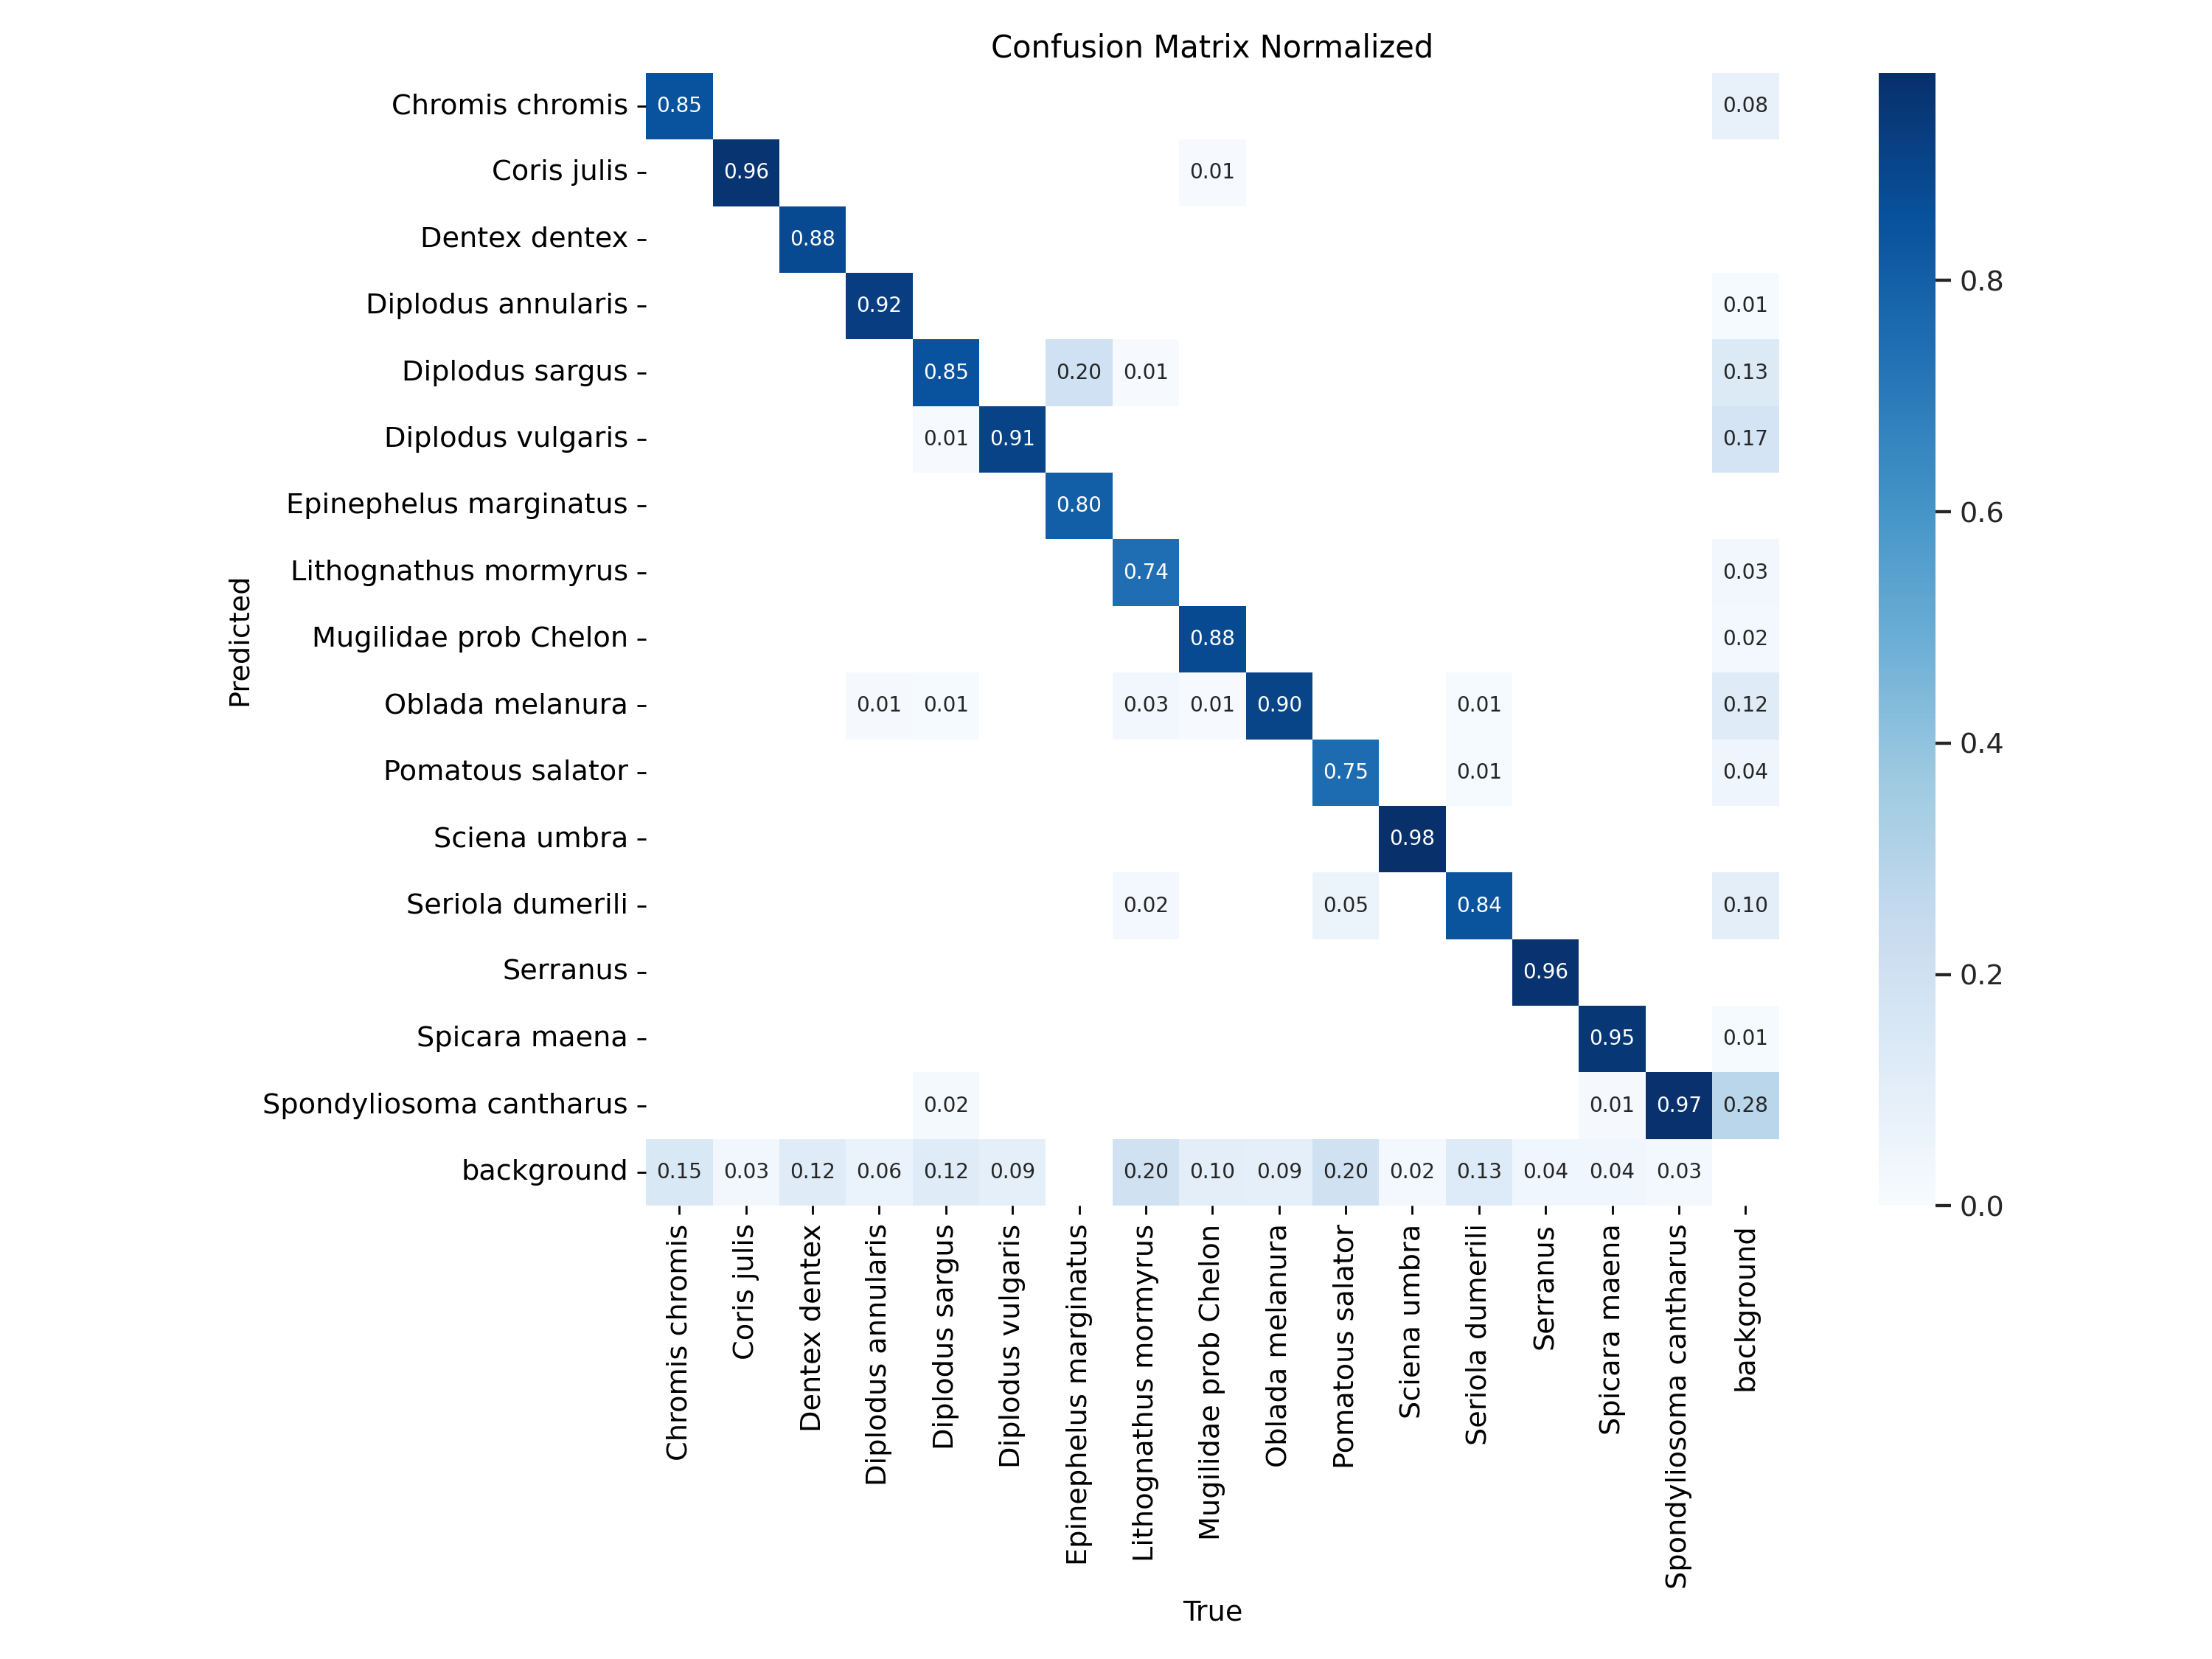 Confusion Matrix Normalized
Chromis chromis 0.85 0.08
Coris julis 0.96 0.01
Dentex dentex 0.88
Diplodus annularis 0.92 0.01
Diplodus sargus 0.85 0.20 0.01 0.13
Diplodus vulgaris 0.01 0.91 0.17
Epinephelus marginatus 0.80
Lithognathus mormyrus 0.74 0.03
Mugilidae prob Chelon 0.88 0.02
Oblada melanura 0.01 0.01 0.03 0.01 0.90 0.01 0.12
Pomatous salator 0.75 0.01 0.04
Sciena umbra 0.98
Seriola dumerili 0.02 0.05 0.84 0.10
Serranus 0.96
Spicara maena 0.95 0.01
Spondyliosoma cantharus 0.02 0.01 0.97 0.28
background 0.15 0.03 0.12 0.06 0.12 0.09 0.20 0.10 0.09 0.20 0.02 0.13 0.04 0.04 0.03
Predicted
Chromis chromis
Coris julis
Dentex dentex
Diplodus annularis
Diplodus sargus
Diplodus vulgaris
Epinephelus marginatus
Lithognathus mormyrus
Mugilidae prob Chelon
Oblada melanura
Pomatous salator
Sciena umbra
Seriola dumerili
Serranus
Spicara maena
Spondyliosoma cantharus
background
True
0.8
0.6
0.4
0.2
0.0